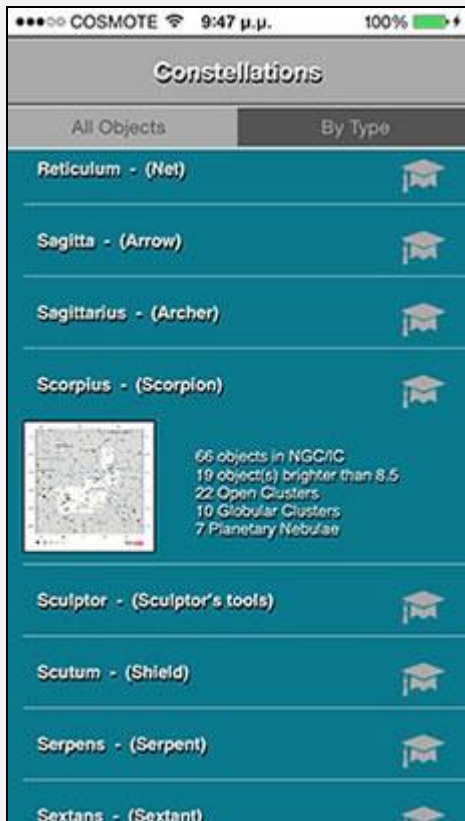 COSMOTE 9:47 μ.μ. 100%
Constellations
All Objects By Type
Reticulum - (Net)
Sagitta - (Arrow)
Sagittarius - (Archer)
Scorpius - (Scorpion)
66 objects in NGC/IC
19 object(s) brighter than 8.5
22 Open Clusters
10 Globular Clusters
7 Planetary Nebulae
Sculptor - (Sculptor's tools)
Scutum - (Shield)
Serpens - (Serpent)
Sextans - (Sextant)